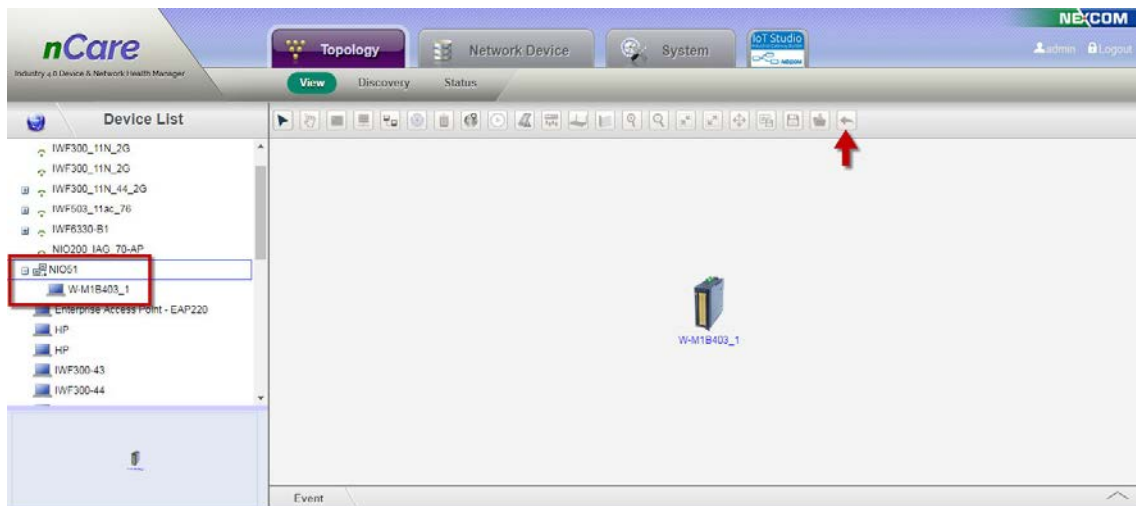 NEXCOM
nCare
Industry 4.0 Device & Network Health Manager
Topology
Network Device
System
IoT Studio
NEXCOM
admin
Logout
View
Discovery
Status
Device List
IWF300_11N_2G
IWF300_11N_2G
IWF300_11N_44_2G
IWF503_11ac_76
IWF6330-B1
NIO200_IAG_70-AP
NIO51
W-M1B403_1
Enterprise Access Point - EAP220
HP
HP
IWF300-43
IWF300-44
W-M1B403_1
Event